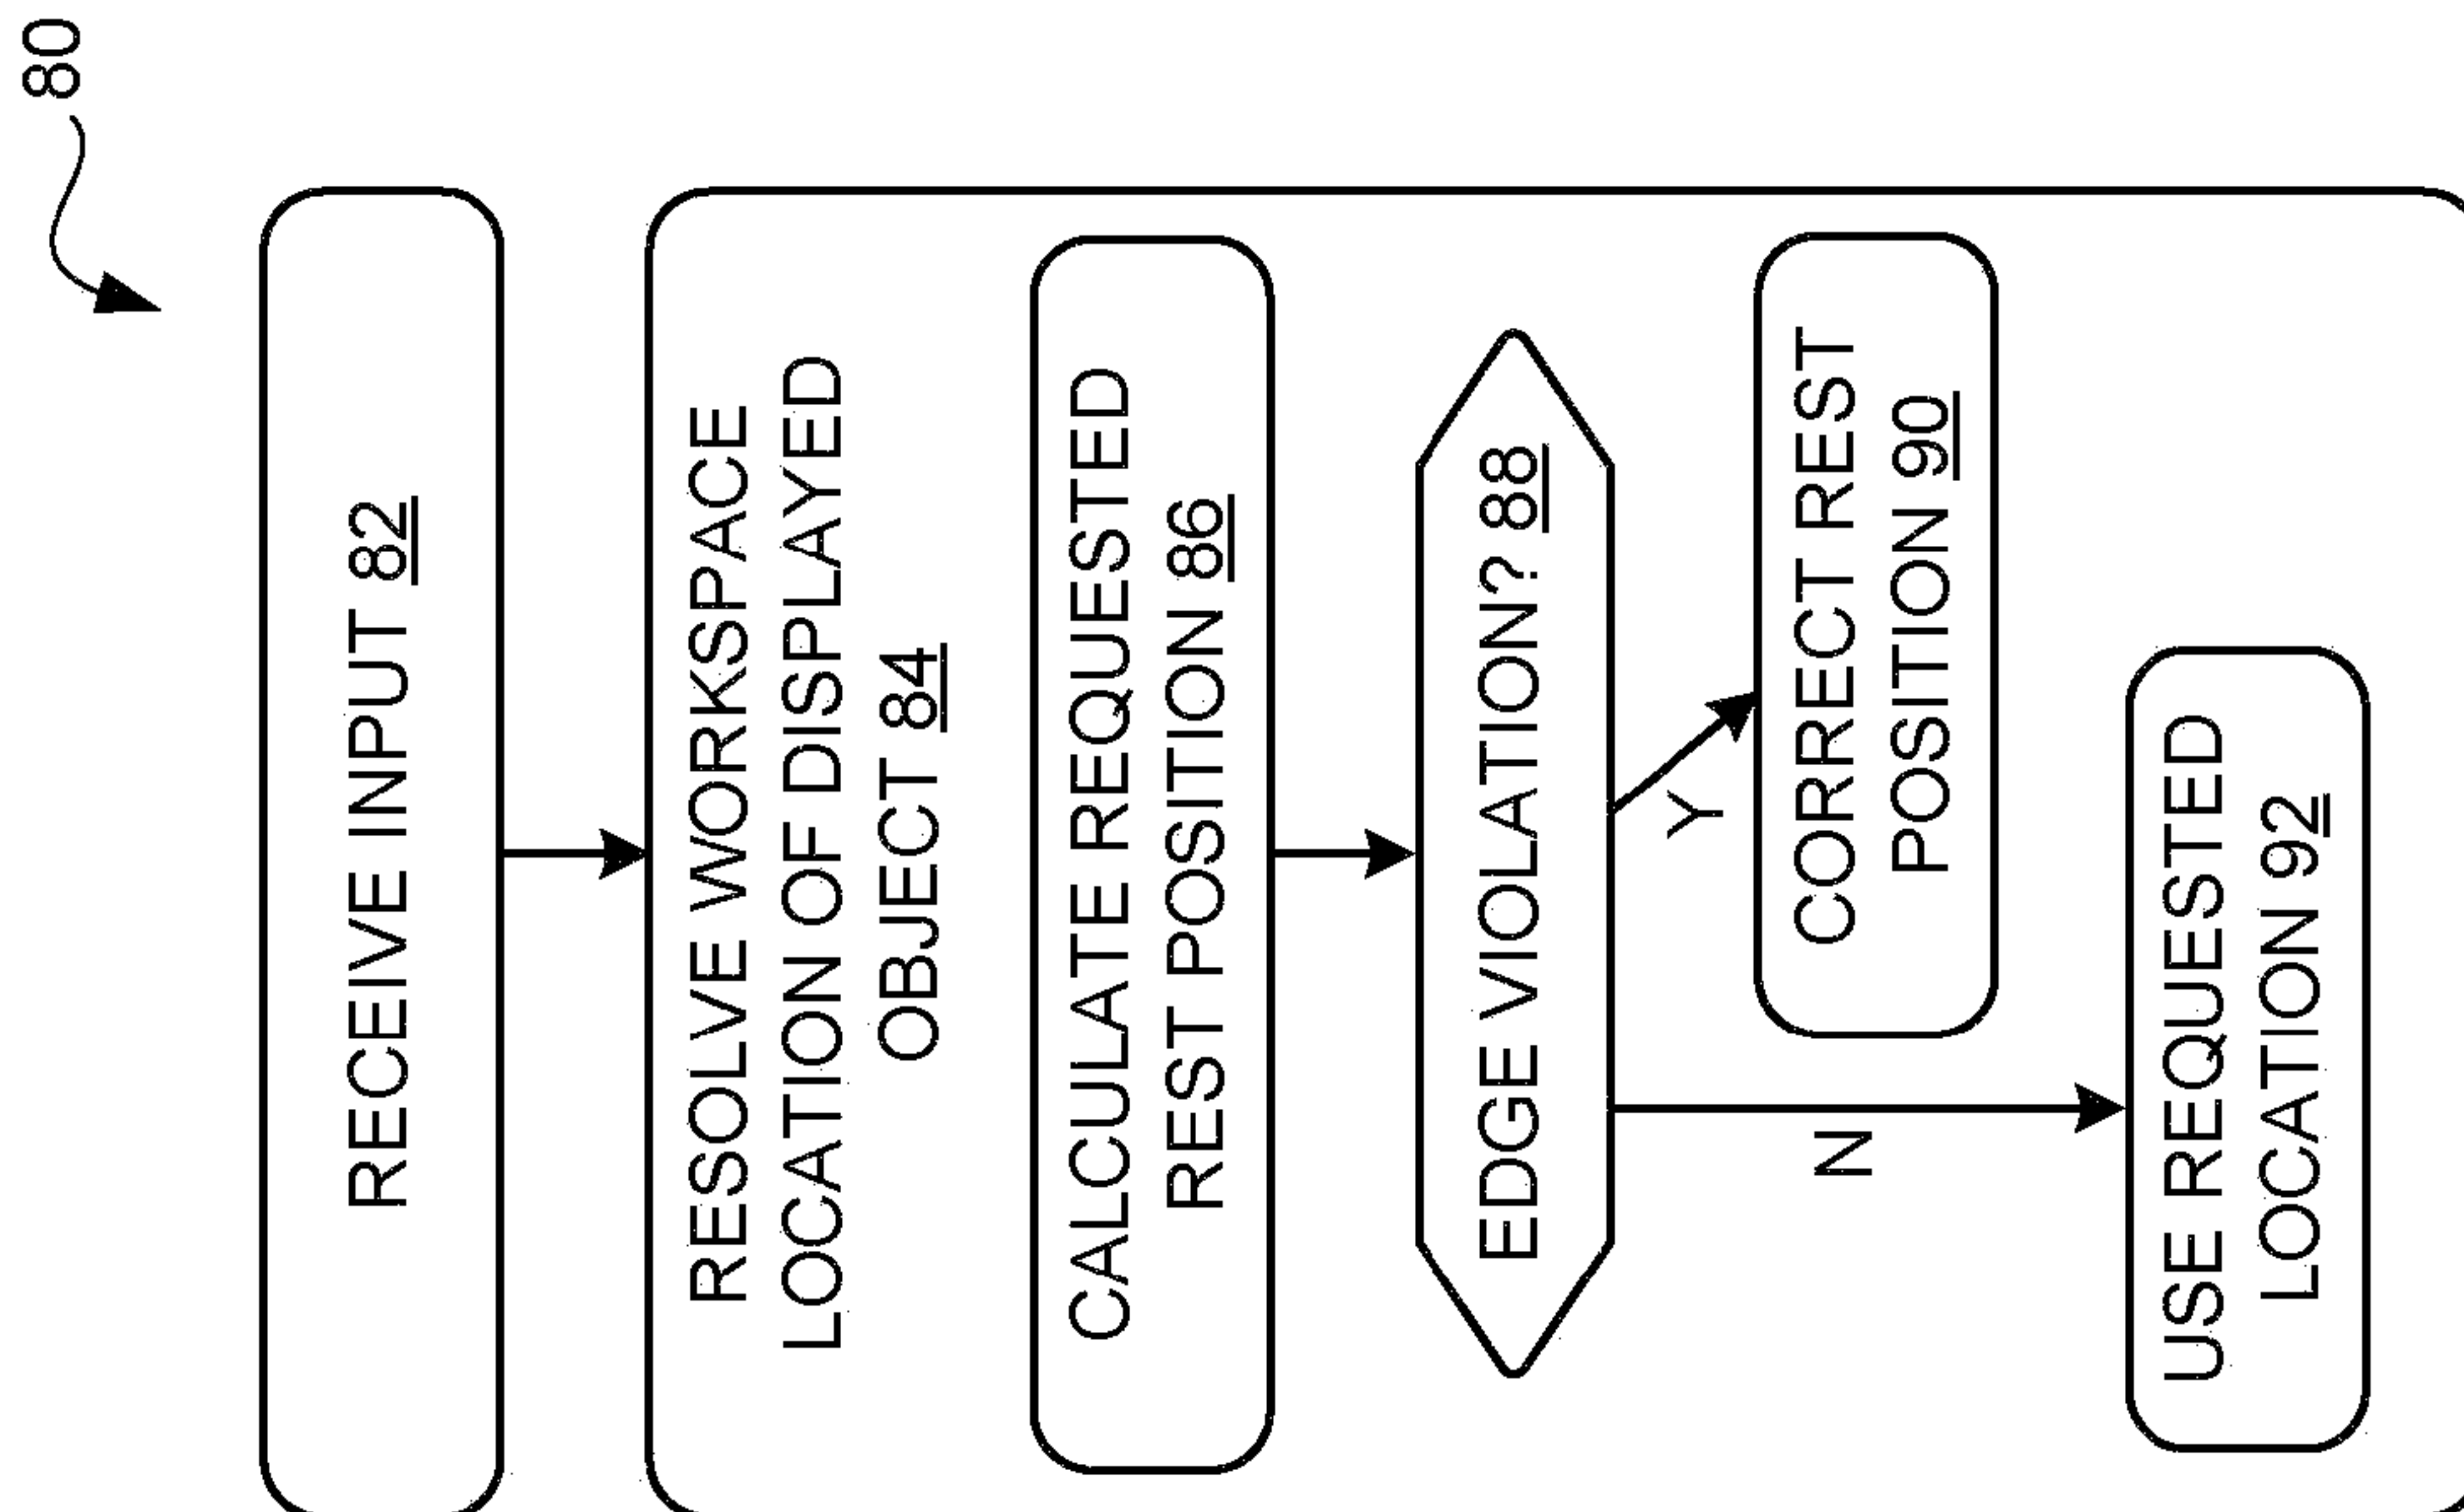 80
RECEIVE INPUT 82
RESOLVE WORKSPACE
LOCATION OF DISPLAYED
OBJECT 84
CALCULATE REQUESTED
REST POSITION 86
EDGE VIOLATION? 88
Y
CORRECT REST
POSITION 90
N
USE REQUESTED
LOCATION 92